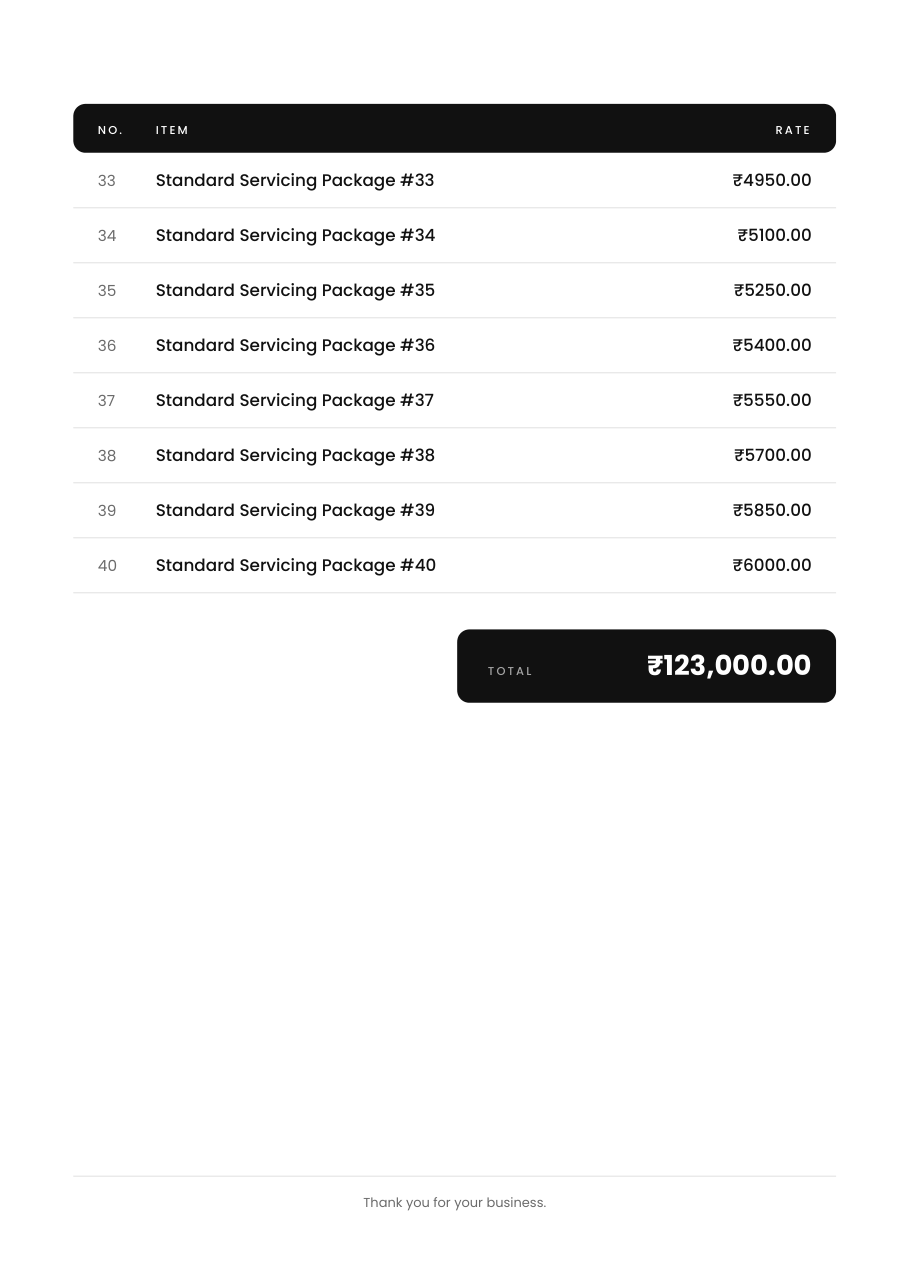 NO. ITEM RATE
33 Standard Servicing Package #33 ₹4950.00
34 Standard Servicing Package #34 ₹5100.00
35 Standard Servicing Package #35 ₹5250.00
36 Standard Servicing Package #36 ₹5400.00
37 Standard Servicing Package #37 ₹5550.00
38 Standard Servicing Package #38 ₹5700.00
39 Standard Servicing Package #39 ₹5850.00
40 Standard Servicing Package #40 ₹6000.00
TOTAL ₹123,000.00
Thank you for your business.